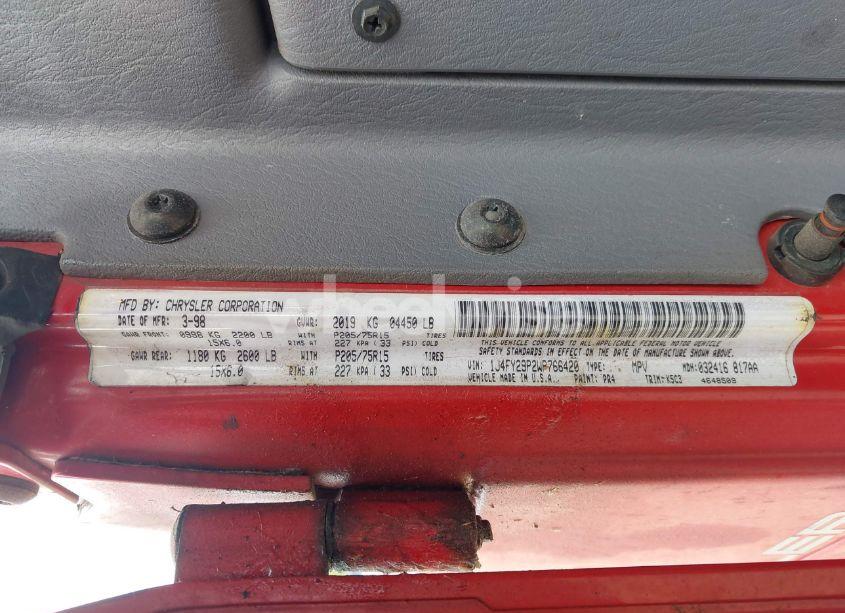 MFD BY: CHRYSLER CORPORATION
DATE OF MFR: 3-98 GVWR: 2019 KG 04450 LB
GAWR FRONT: 0998 KG 2200 LB WITH P205/75R15 TIRES
15X6.0 RIMS AT 227 KPA ( 33 PSI) COLD
GAWR REAR: 1180 KG 2600 LB WITH P205/75R15 TIRES
15X6.0 RIMS AT 227 KPA ( 33 PSI) COLD
THIS VEHICLE CONFORMS TO ALL APPLICABLE FEDERAL MOTOR VEHICLE
SAFETY STANDARDS IN EFFECT ON THE DATE OF MANUFACTURE SHOWN ABOVE.
VIN: 1J4FY29P2WP766420 TYPE: MPV MDH: 032416 817AA
VEHICLE MADE IN U.S.A. PAINT: PR4 TRIM: K5C3 4648509